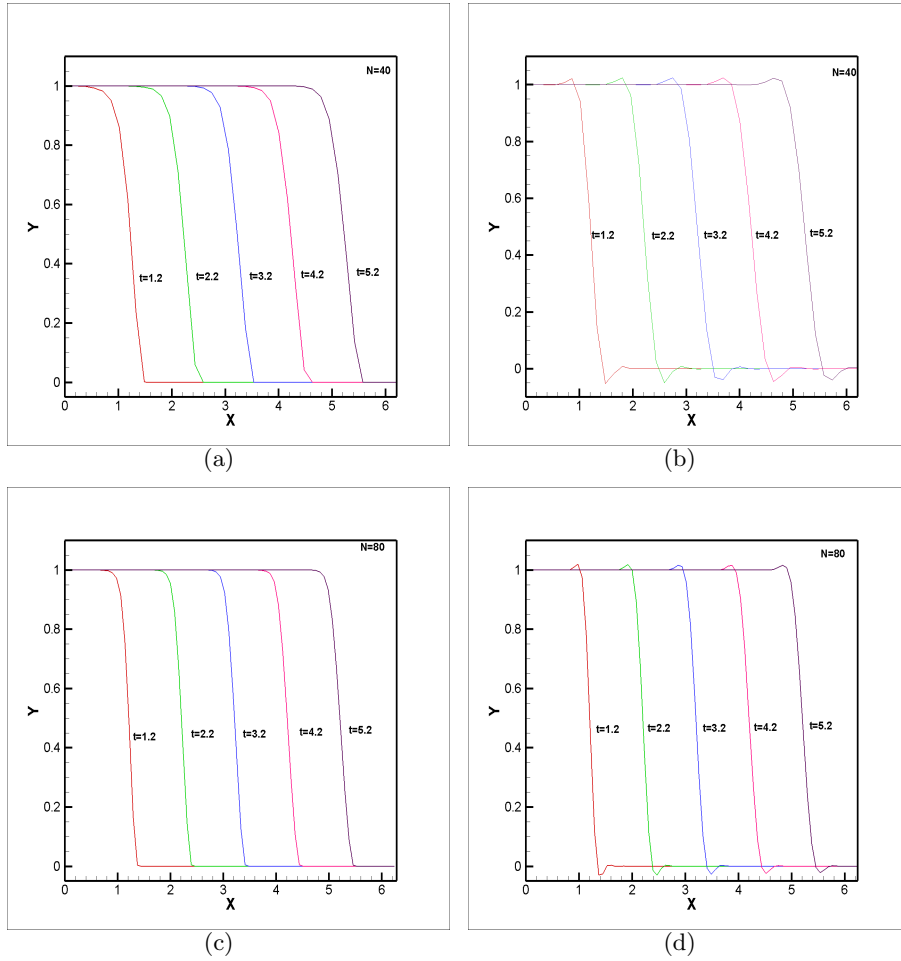 N=40
1
0.8
0.6
0.4
0.2
0
Y
t=1.2
t=2.2
t=3.2
t=4.2
t=5.2
0 1 2 3 4 5 6
X
(a)
N=40
1
0.8
0.6
0.4
0.2
0
Y
t=1.2
t=2.2
t=3.2
t=4.2
t=5.2
0 1 2 3 4 5 6
X
(b)
N=80
1
0.8
0.6
0.4
0.2
0
Y
t=1.2
t=2.2
t=3.2
t=4.2
t=5.2
0 1 2 3 4 5 6
X
(c)
N=80
1
0.8
0.6
0.4
0.2
0
Y
t=1.2
t=2.2
t=3.2
t=4.2
t=5.2
0 1 2 3 4 5 6
X
(d)